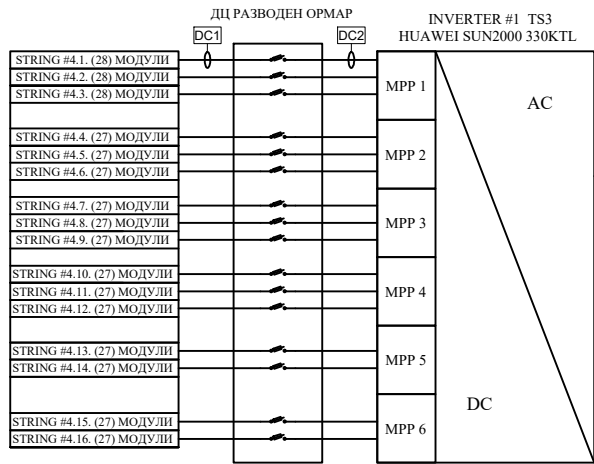 ДЦ РАЗВОДЕН ОРМАР
INVERTER #1 TS3
HUAWEI SUN2000 330KTL
DC1
DC2
STRING #4.1. (28) МОДУЛИ
STRING #4.2. (28) МОДУЛИ
STRING #4.3. (28) МОДУЛИ
MPP 1
AC
STRING #4.4. (27) МОДУЛИ
STRING #4.5. (27) МОДУЛИ
STRING #4.6. (27) МОДУЛИ
MPP 2
STRING #4.7. (27) МОДУЛИ
STRING #4.8. (27) МОДУЛИ
STRING #4.9. (27) МОДУЛИ
MPP 3
STRING #4.10. (27) МОДУЛИ
STRING #4.11. (27) МОДУЛИ
STRING #4.12. (27) МОДУЛИ
MPP 4
STRING #4.13. (27) МОДУЛИ
STRING #4.14. (27) МОДУЛИ
MPP 5
DC
STRING #4.15. (27) МОДУЛИ
STRING #4.16. (27) МОДУЛИ
MPP 6